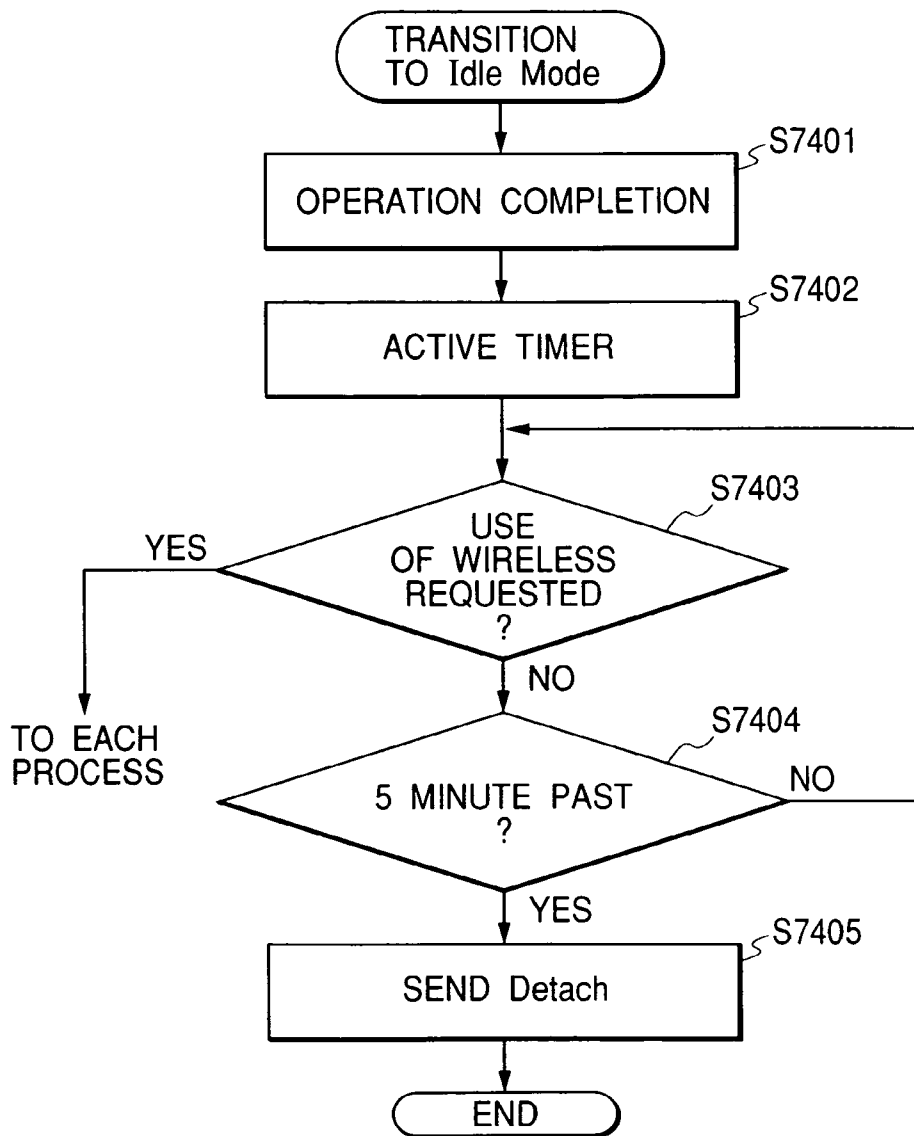 TRANSITION
TO Idle Mode
S7401
OPERATION COMPLETION
S7402
ACTIVE TIMER
S7403
USE
OF WIRELESS
REQUESTED
?
YES
NO
TO EACH
PROCESS
S7404
5 MINUTE PAST
?
NO
YES
S7405
SEND Detach
END